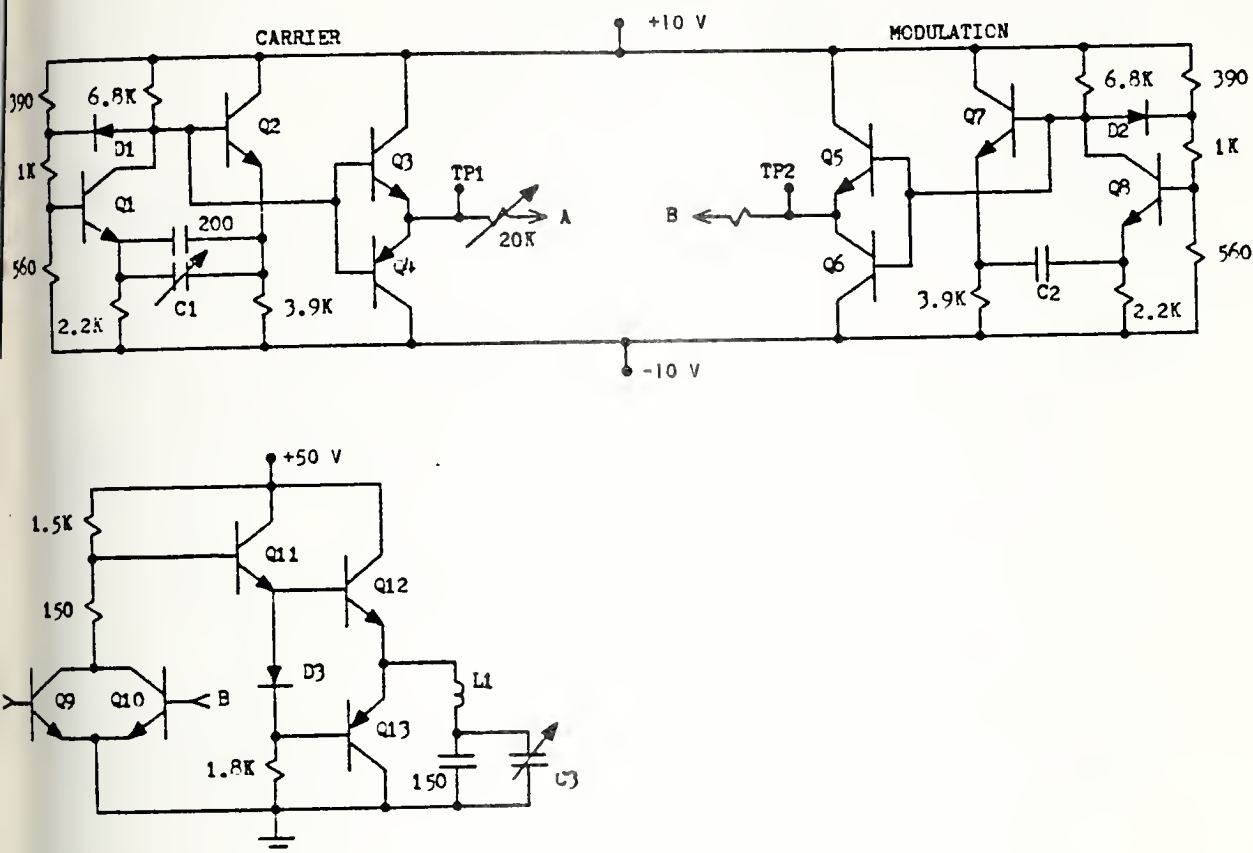 +10 V
CARRIER
MODULATION
390
6.8K
D1
Q2
1K
Q1
Q3
TP1
200
20K
A
560
C1
Q4
2.2K
3.9K
-10 V
Q7
6.8K
390
D2
Q5
1K
TP2
Q8
B
Q6
560
3.9K
C2
2.2K
+50 V
1.5K
Q11
Q12
150
D3
L1
Q9
Q10
B
Q13
1.8K
150
C3